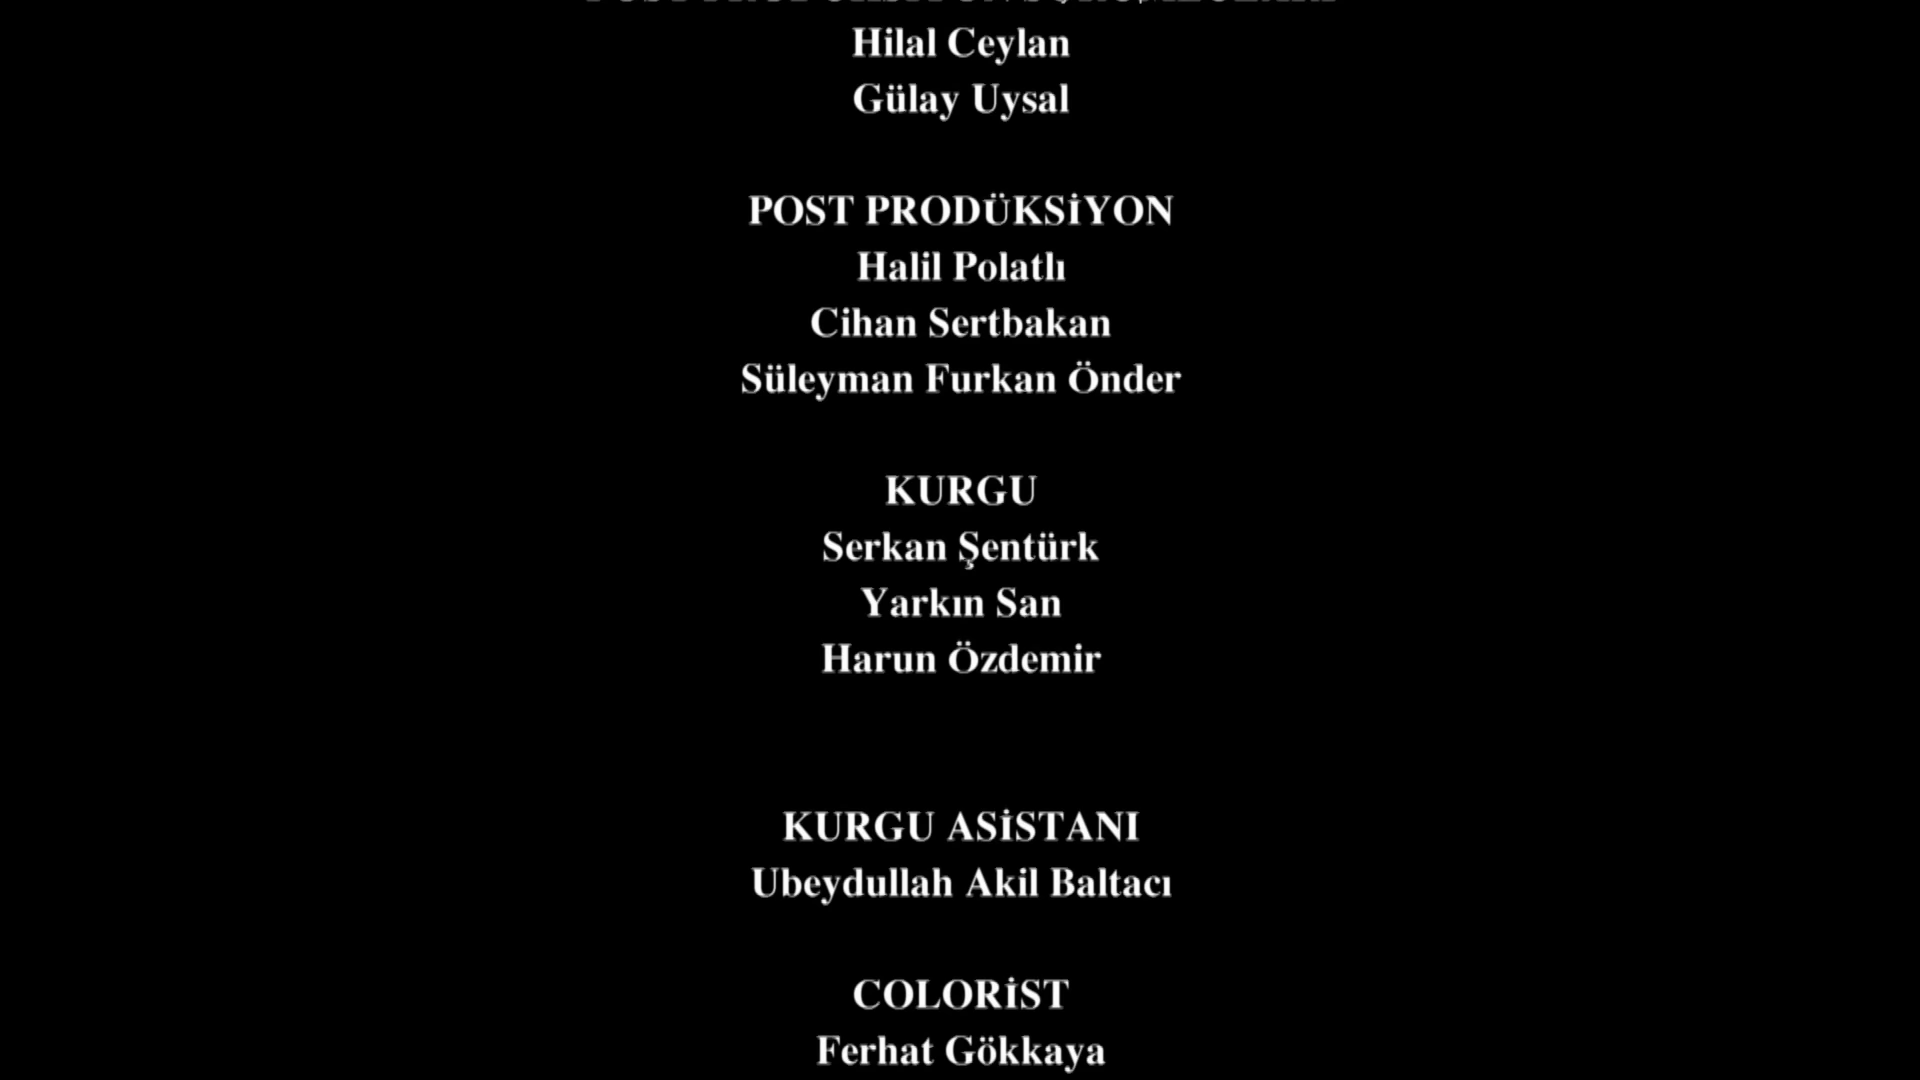 Hilal Ceylan
Gülay Uysal
POST PRODÜKSİYON
Halil Polatlı
Cihan Sertbakan
Süleyman Furkan Önder
KURGU
Serkan Şentürk
Yarkın San
Harun Özdemir
KURGU ASİSTANI
Ubeydullah Akil Baltacı
COLORİST
Ferhat Gökkaya